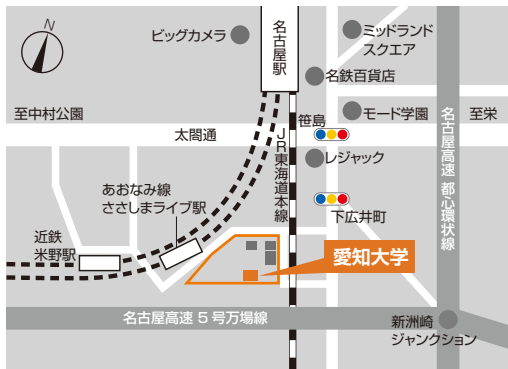 N
ビッグカメラ
名古屋駅
ミッドランド
スクエア
名鉄百貨店
至中村公園
太閤通
笹島
モード学園
至栄
JR東海道本線
レジャック
名古屋高速 都心環状線
あおなみ線
ささしまライブ駅
下広井町
近鉄
米野駅
愛知大学
名古屋高速5号万場線
新洲崎
ジャンクション